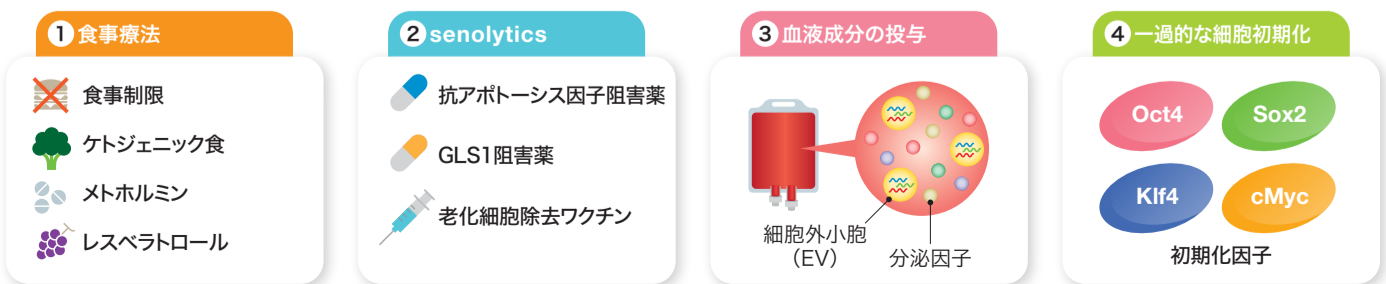 1 食事療法
食事制限
ケトジェニック食
メトホルミン
レスベラトロール
2 senolytics
抗アポトーシス因子阻害薬
GLS1阻害薬
老化細胞除去ワクチン
3 血液成分の投与
細胞外小胞
（EV）
分泌因子
4 一過的な細胞初期化
Oct4
Sox2
Klf4
cMyc
初期化因子